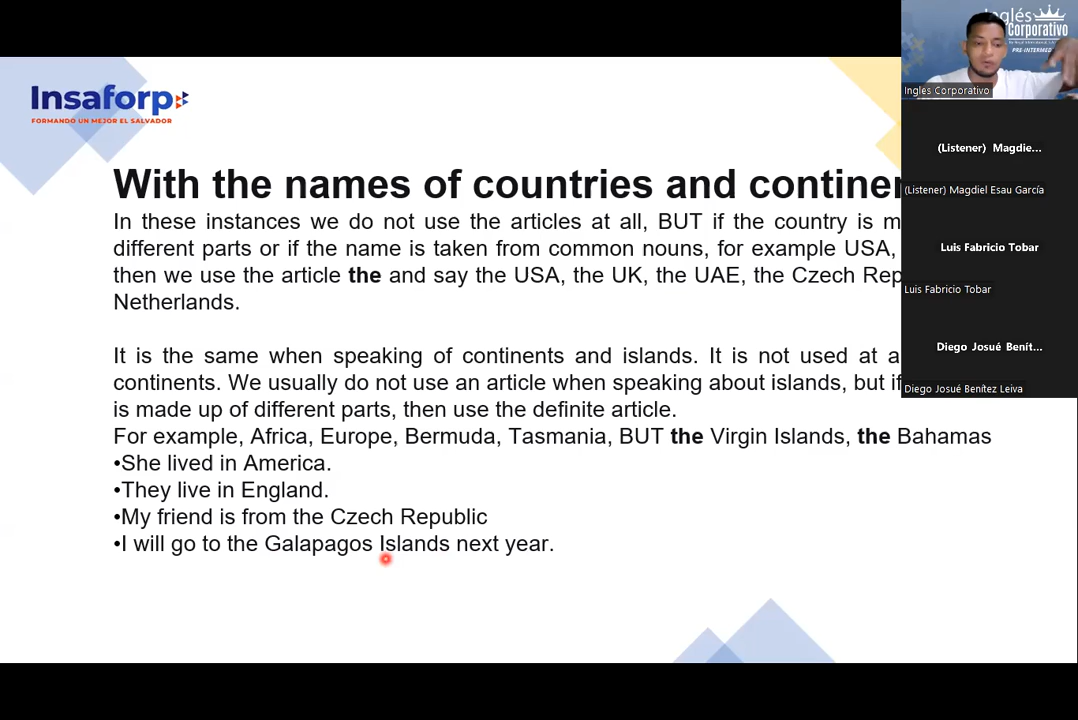 Insaforp
FORMANDO UN MEJOR EL SALVADOR
With the names of countries and
In these instances we do not use the articles at all, BUT if the country is
different parts or if the name is taken from common nouns, for example USA,
then we use the article the and say the USA, the UK, the UAE, the Czech
Netherlands.
It is the same when speaking of continents and islands. It is not used at
continents. We usually do not use an article when speaking about islands, but if
is made up of different parts, then use the definite article.
For example, Africa, Europe, Bermuda, Tasmania, BUT the Virgin Islands, the Bahamas
•She lived in America.
•They live in England.
•My friend is from the Czech Republic
•I will go to the Galapagos Islands next year.
Inglés
Corporativo
PRE-INTERMED
Ingles Corporativo
(Listener) Magdie...
(Listener) Magdiel Esau García
Luis Fabricio Tobar
Luis Fabricio Tobar
Diego Josué Benít...
Diego Josué Benítez Leiva